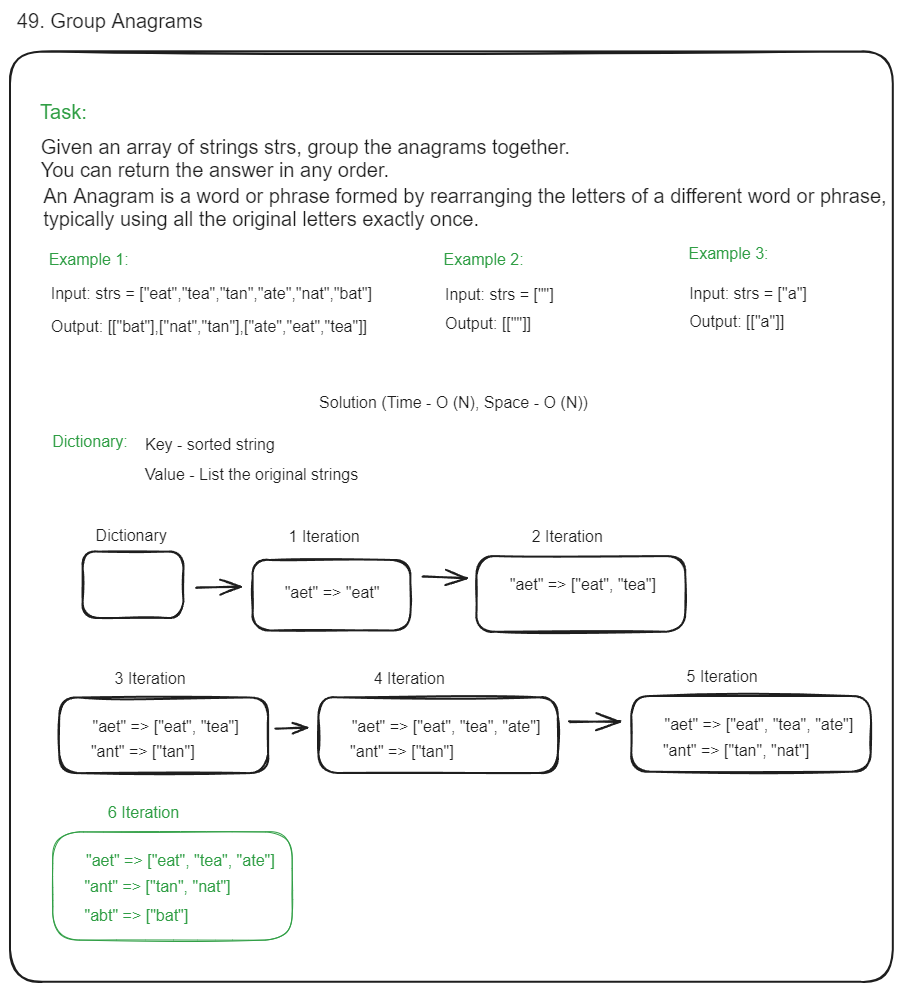 49. Group Anagrams
Task:
Given an array of strings strs, group the anagrams together.
You can return the answer in any order.
An Anagram is a word or phrase formed by rearranging the letters of a different word or phrase,
typically using all the original letters exactly once.
Example 1:
Input: strs = ["eat","tea","tan","ate","nat","bat"]
Output: [["bat"],["nat","tan"],["ate","eat","tea"]]
Example 2:
Input: strs = [""]
Output: [[""]]
Example 3:
Input: strs = ["a"]
Output: [["a"]]
Solution (Time - O (N), Space - O (N))
Dictionary:
Key - sorted string
Value - List the original strings
Dictionary
1 Iteration
"aet" => "eat"
2 Iteration
"aet" => ["eat", "tea"]
3 Iteration
"aet" => ["eat", "tea"]
"ant" => ["tan"]
4 Iteration
"aet" => ["eat", "tea", "ate"]
"ant" => ["tan"]
5 Iteration
"aet" => ["eat", "tea", "ate"]
"ant" => ["tan", "nat"]
6 Iteration
"aet" => ["eat", "tea", "ate"]
"ant" => ["tan", "nat"]
"abt" => ["bat"]